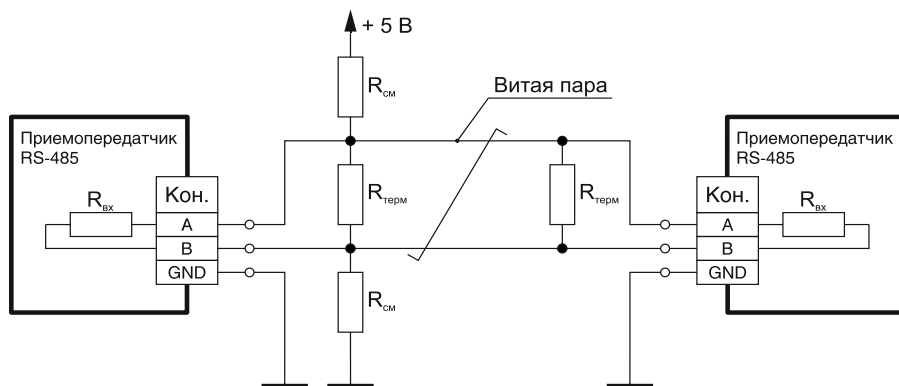 + 5 В
Rсм
Витая пара
Приемопередатчик
RS-485
Rвх
Кон.
A
B
GND
Rтерм
Rсм
Rтерм
Приемопередатчик
RS-485
Кон.
A
B
GND
Rвх